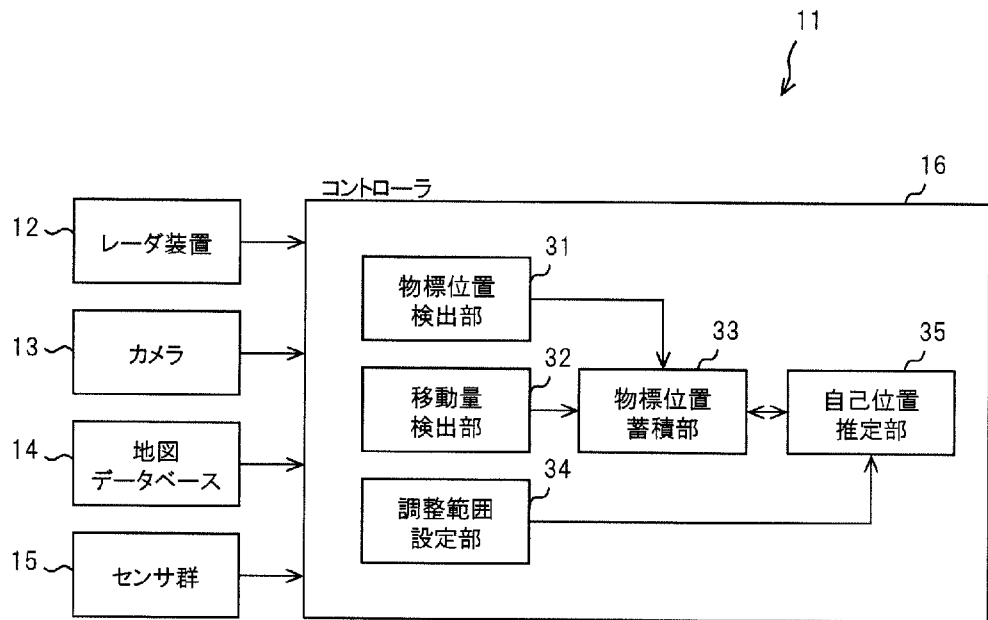 11
コントローラ
16
12
レーダ装置
13
カメラ
14
地図
データベース
15
センサ群
31
物標位置
検出部
32
移動量
検出部
33
物標位置
蓄積部
34
調整範囲
設定部
35
自己位置
推定部